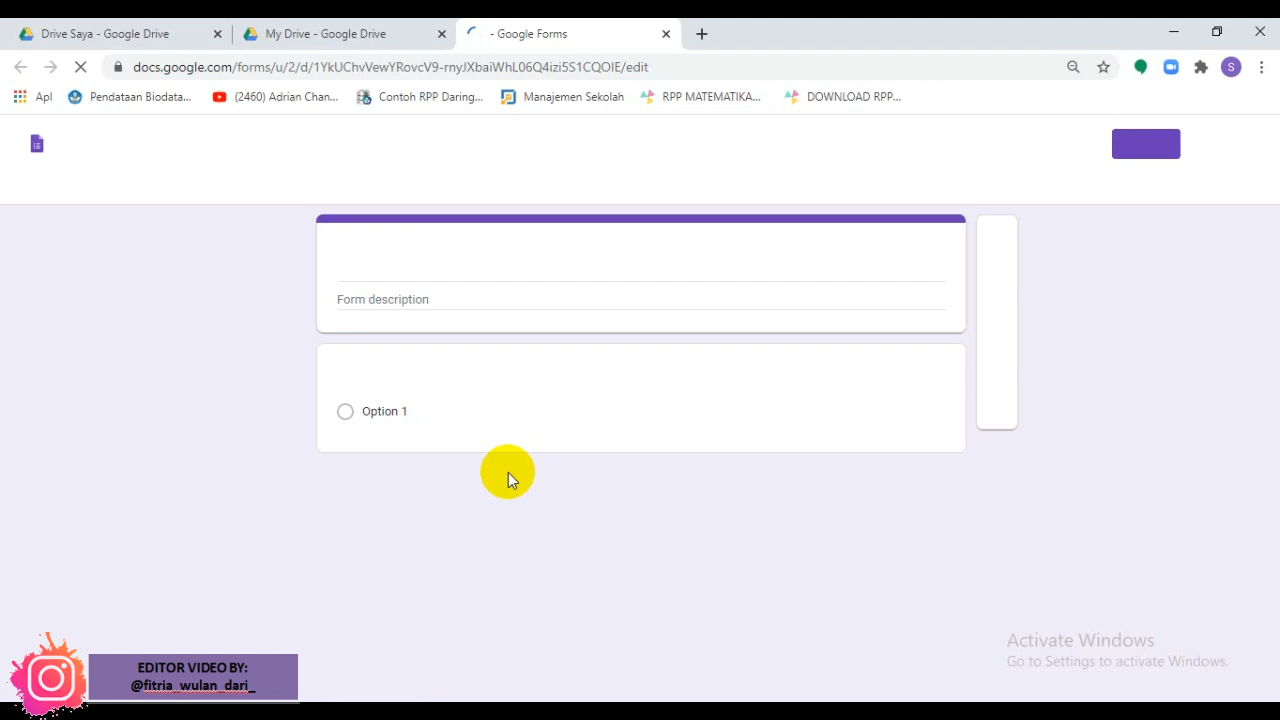 Drive Saya - Google Drive
My Drive - Google Drive
- Google Forms
docs.google.com/forms/u/2/d/1YkUChvVewYRovcV9-rnyJXbaiWhL06Q4izi5S1CQOIE/edit
S
Apl
Pendataan Biodata...
(2460) Adrian Chan...
Contoh RPP Daring...
Manajemen Sekolah
RPP MATEMATIKA...
DOWNLOAD RPP...
Form description
Option 1
Activate Windows
Go to Settings to activate Windows.
EDITOR VIDEO BY:
@fitria_wulan_dari_